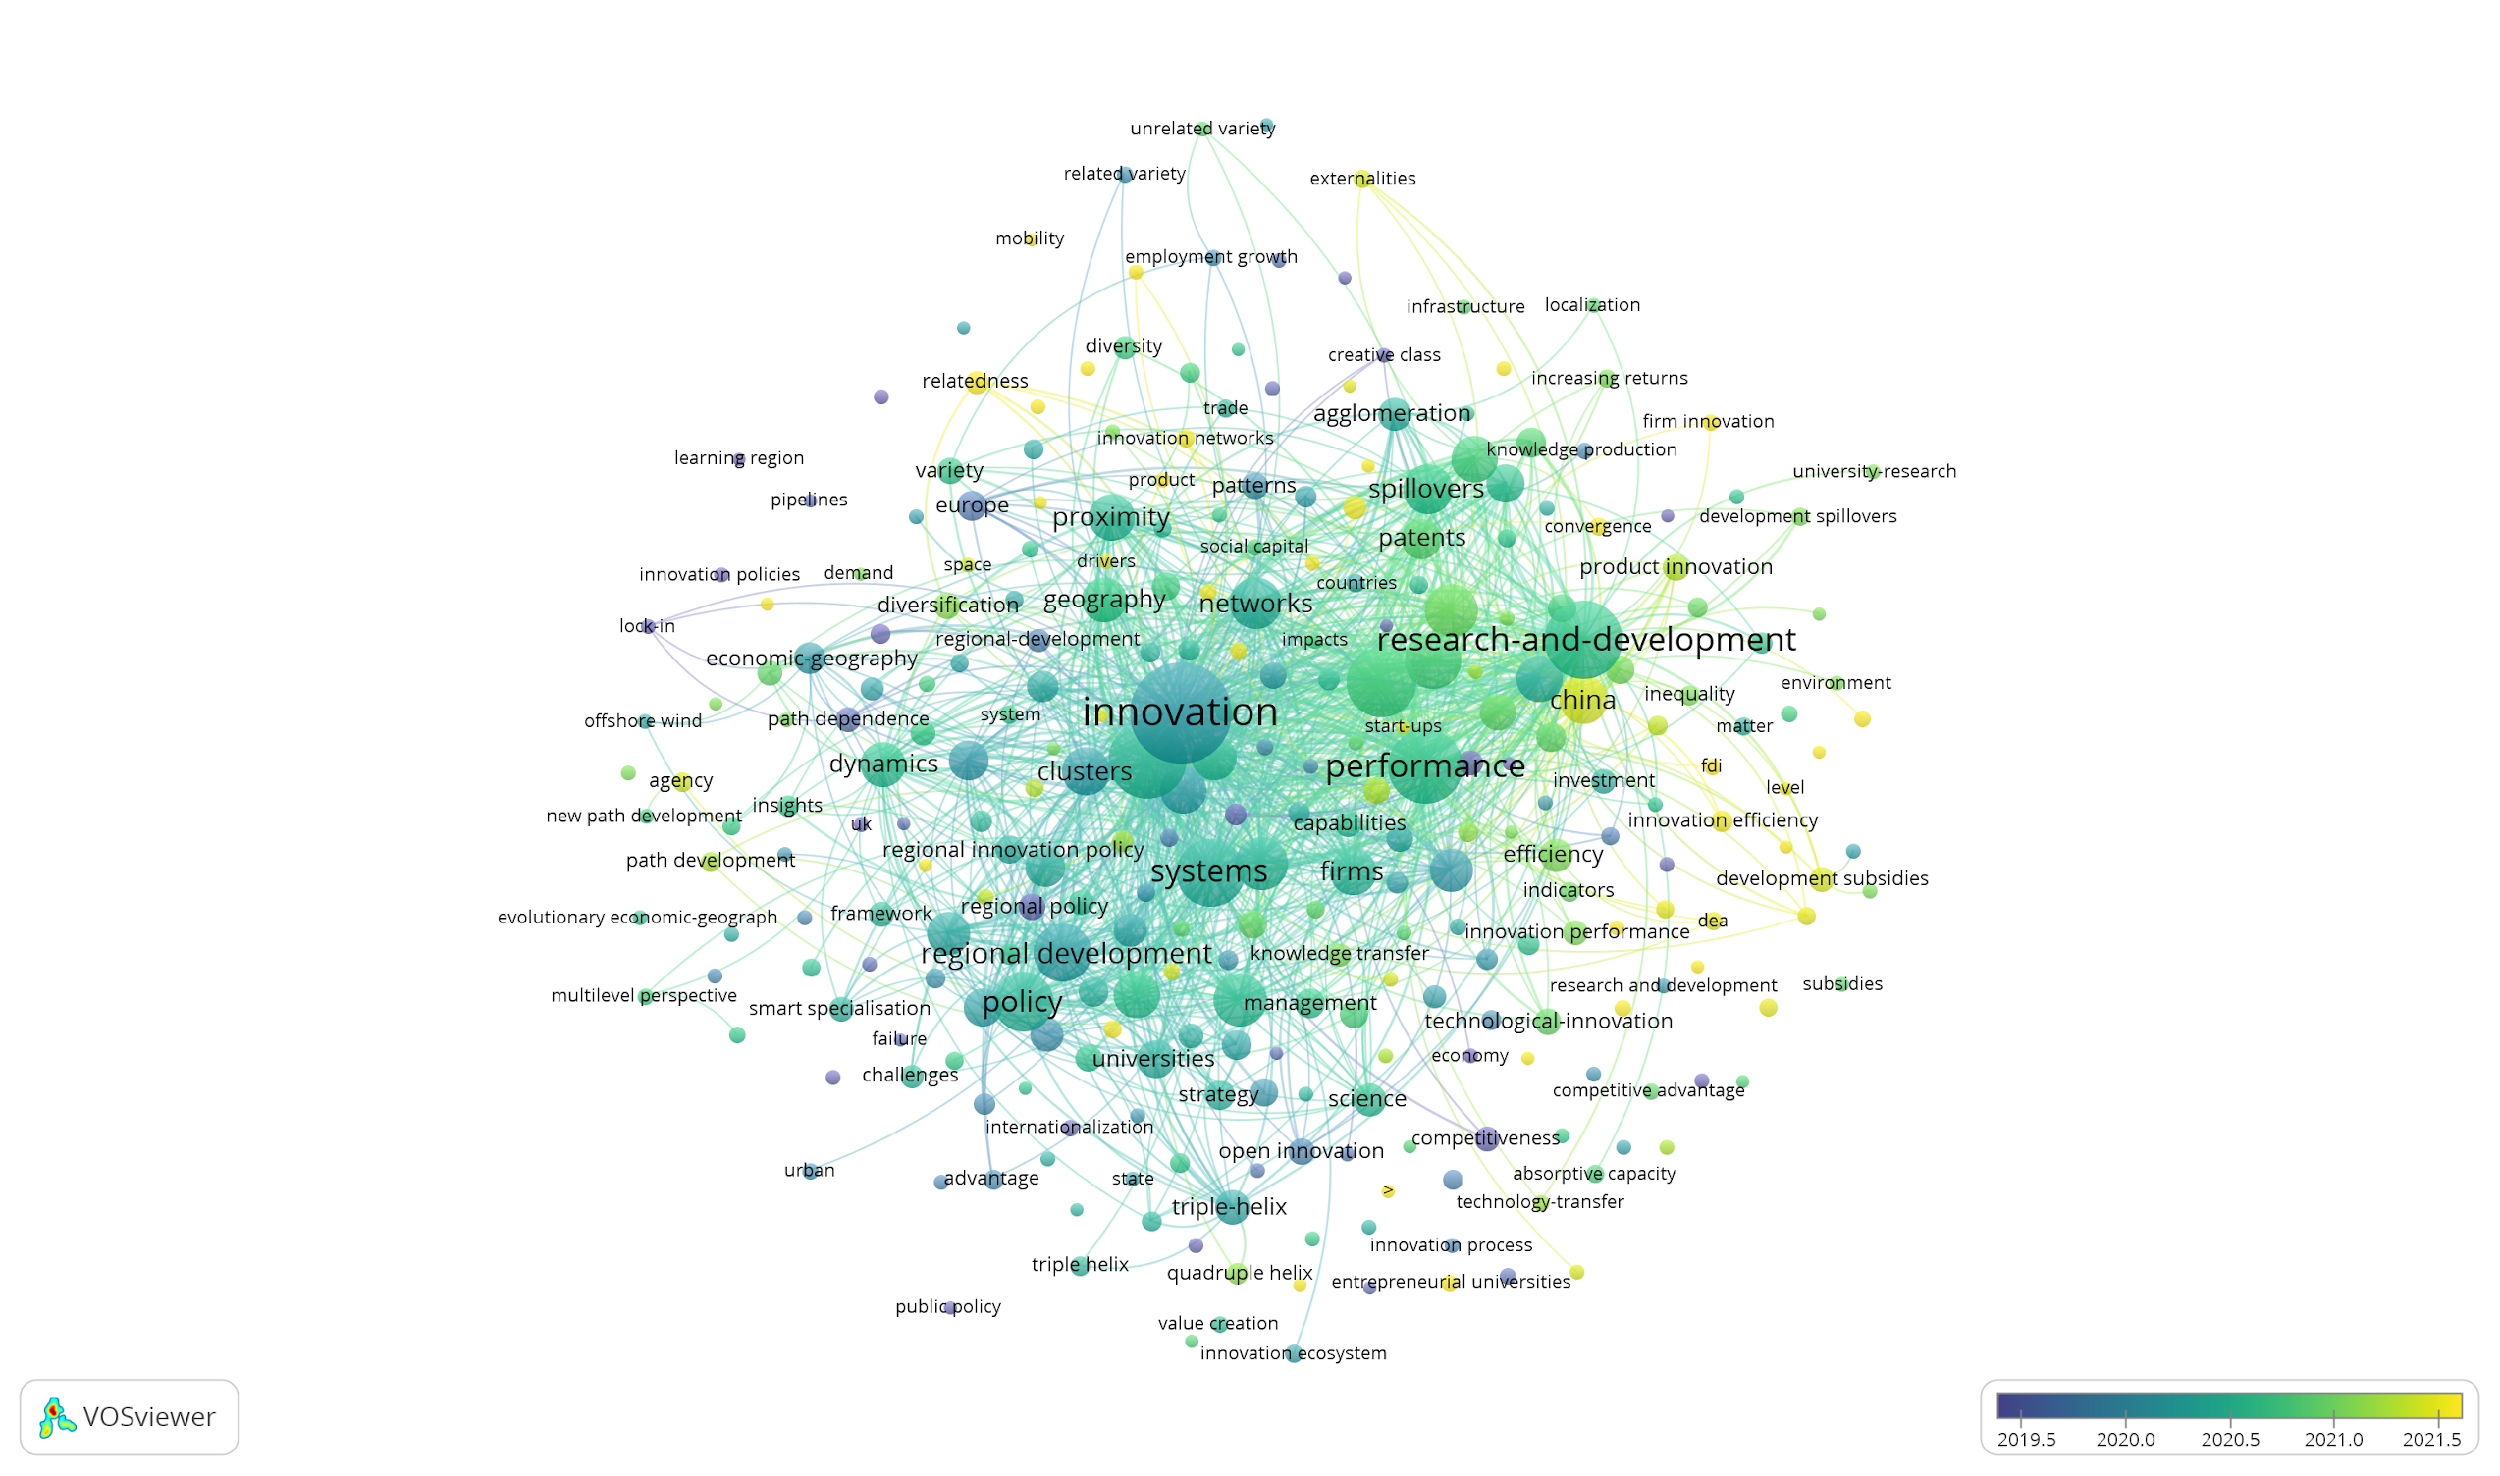 unrelated variety
related variety
externalities
mobility
employment growth
infrastructure
localization
diversity
creative class
relatedness
increasing returns
trade
agglomeration
firm innovation
innovation networks
knowledge production
learning region
variety
university-research
product
patterns
spillovers
pipelines
europe
proximity
development spillovers
convergence
patents
social capital
drivers
space
demand
innovation policies
countries
product innovation
diversification
geography
networks
lock-in
regional-development
impacts
research-and-development
economic-geography
environment
inequality
china
innovation
system
path dependence
offshore wind
start-ups
matter
dynamics
clusters
performance
fdi
agency
investment
level
insights
new path development
uk
capabilities
innovation efficiency
regional innovation policy
efficiency
path development
systems
firms
development subsidies
indicators
regional policy
framework
evolutionary economic-geograph
dea
innovation performance
regional development
knowledge transfer
research and development
subsidies
multilevel perspective
policy
management
smart specialisation
technological-innovation
failure
universities
economy
challenges
strategy
science
competitive advantage
internationalization
competitiveness
open innovation
urban
advantage
state
absorptive capacity
>
technology-transfer
triple-helix
innovation process
triple helix
quadruple helix
entrepreneurial universities
public policy
value creation
innovation ecosystem
VOSviewer
2019.5 2020.0 2020.5 2021.0 2021.5